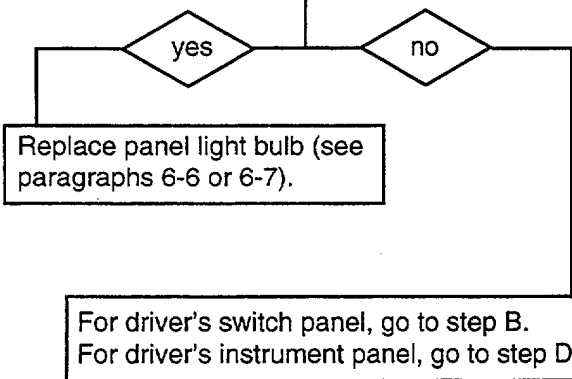 yes
no
Replace panel light bulb (see
paragraphs 6-6 or 6-7).
For driver's switch panel, go to step B.
For driver's instrument panel, go to step D